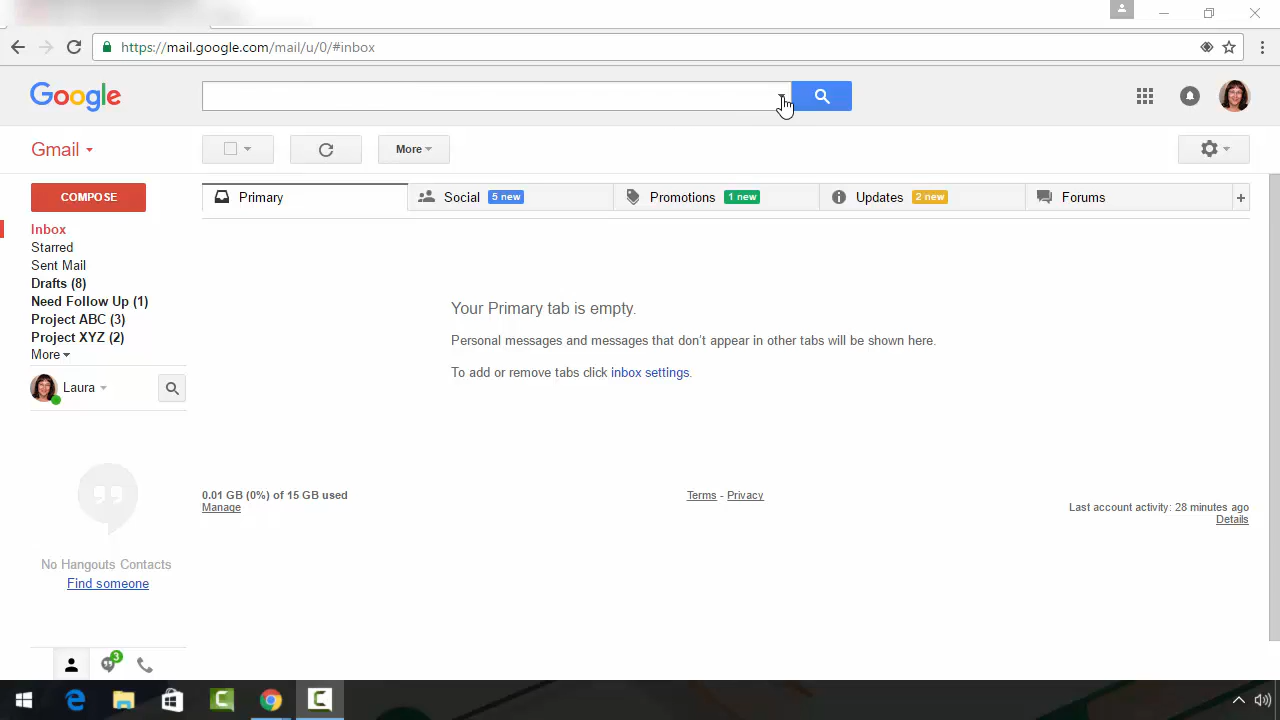 https://mail.google.com/mail/u/0/#inbox
Google
Gmail
More
COMPOSE
Primary
Social 5 new
Promotions 1 new
Updates 2 new
Forums
+
Inbox
Starred
Sent Mail
Drafts (8)
Need Follow Up (1)
Project ABC (3)
Project XYZ (2)
More
Laura
Your Primary tab is empty.
Personal messages and messages that don't appear in other tabs will be shown here.
To add or remove tabs click inbox settings.
0.01 GB (0%) of 15 GB used
Manage
Terms - Privacy
Last account activity: 28 minutes ago
Details
No Hangouts Contacts
Find someone
3